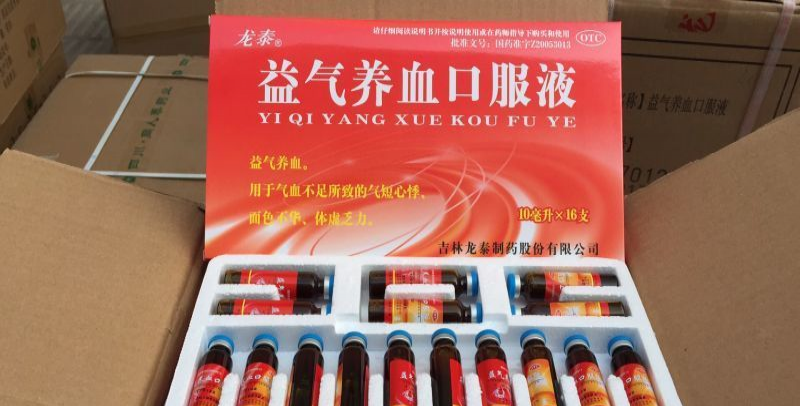 龙泰®
请仔细阅读说明书并按说明使用或在药师指导下购买和使用
批准文号：国药准字Z20053013
OTC
益气养血口服液
YI QI YANG XUE KOU FU YE
益气养血。
用于气血不足所致的气短心悸、
面色不华、体虚乏力。
10毫升×16支
吉林龙泰制药股份有限公司
称】益气养血口服液